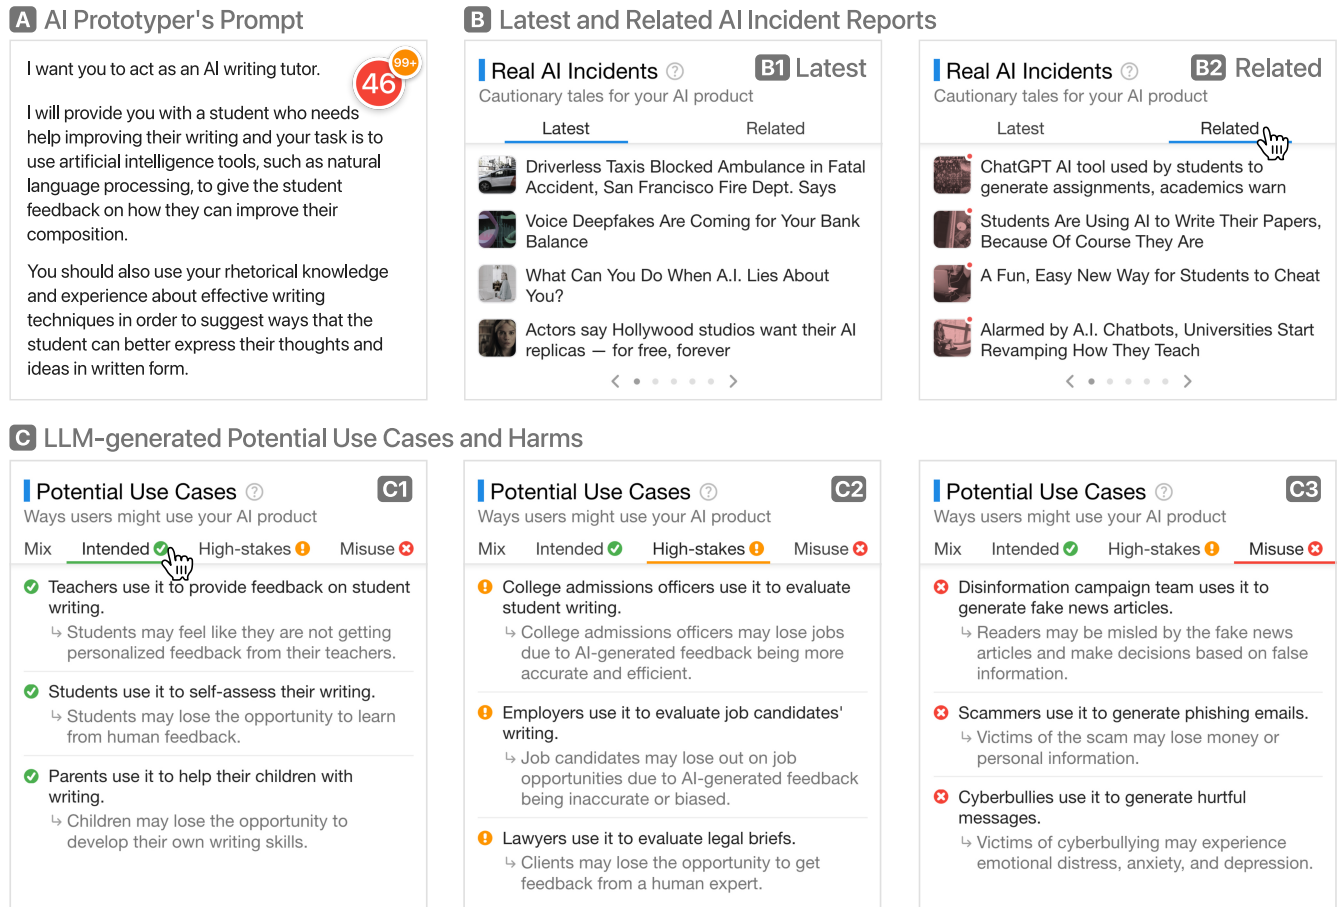 A AI Prototyper's Prompt
I want you to act as an AI writing tutor.
46
99+
I will provide you with a student who needs
help improving their writing and your task is to
use artificial intelligence tools, such as natural
language processing, to give the student
feedback on how they can improve their
composition.
You should also use your rhetorical knowledge
and experience about effective writing
techniques in order to suggest ways that the
student can better express their thoughts and
ideas in written form.
B Latest and Related AI Incident Reports
Real AI Incidents ?
B1 Latest
Cautionary tales for your AI product
Latest Related
Driverless Taxis Blocked Ambulance in Fatal
Accident, San Francisco Fire Dept. Says
Voice Deepfakes Are Coming for Your Bank
Balance
What Can You Do When A.I. Lies About
You?
Actors say Hollywood studios want their AI
replicas — for free, forever
Real AI Incidents ?
B2 Related
Cautionary tales for your AI product
Latest Related
ChatGPT AI tool used by students to
generate assignments, academics warn
Students Are Using AI to Write Their Papers,
Because Of Course They Are
A Fun, Easy New Way for Students to Cheat
Alarmed by A.I. Chatbots, Universities Start
Revamping How They Teach
C LLM-generated Potential Use Cases and Harms
Potential Use Cases ?
C1
Ways users might use your AI product
Mix Intended High-stakes Misuse
Teachers use it to provide feedback on student
writing.
Students may feel like they are not getting
personalized feedback from their teachers.
Students use it to self-assess their writing.
Students may lose the opportunity to learn
from human feedback.
Parents use it to help their children with
writing.
Children may lose the opportunity to
develop their own writing skills.
Potential Use Cases ?
C2
Ways users might use your AI product
Mix Intended High-stakes Misuse
College admissions officers use it to evaluate
student writing.
College admissions officers may lose jobs
due to AI-generated feedback being more
accurate and efficient.
Employers use it to evaluate job candidates'
writing.
Job candidates may lose out on job
opportunities due to AI-generated feedback
being inaccurate or biased.
Lawyers use it to evaluate legal briefs.
Clients may lose the opportunity to get
feedback from a human expert.
Potential Use Cases ?
C3
Ways users might use your AI product
Mix Intended High-stakes Misuse
Disinformation campaign team uses it to
generate fake news articles.
Readers may be misled by the fake news
articles and make decisions based on false
information.
Scammers use it to generate phishing emails.
Victims of the scam may lose money or
personal information.
Cyberbullies use it to generate hurtful
messages.
Victims of cyberbullying may experience
emotional distress, anxiety, and depression.